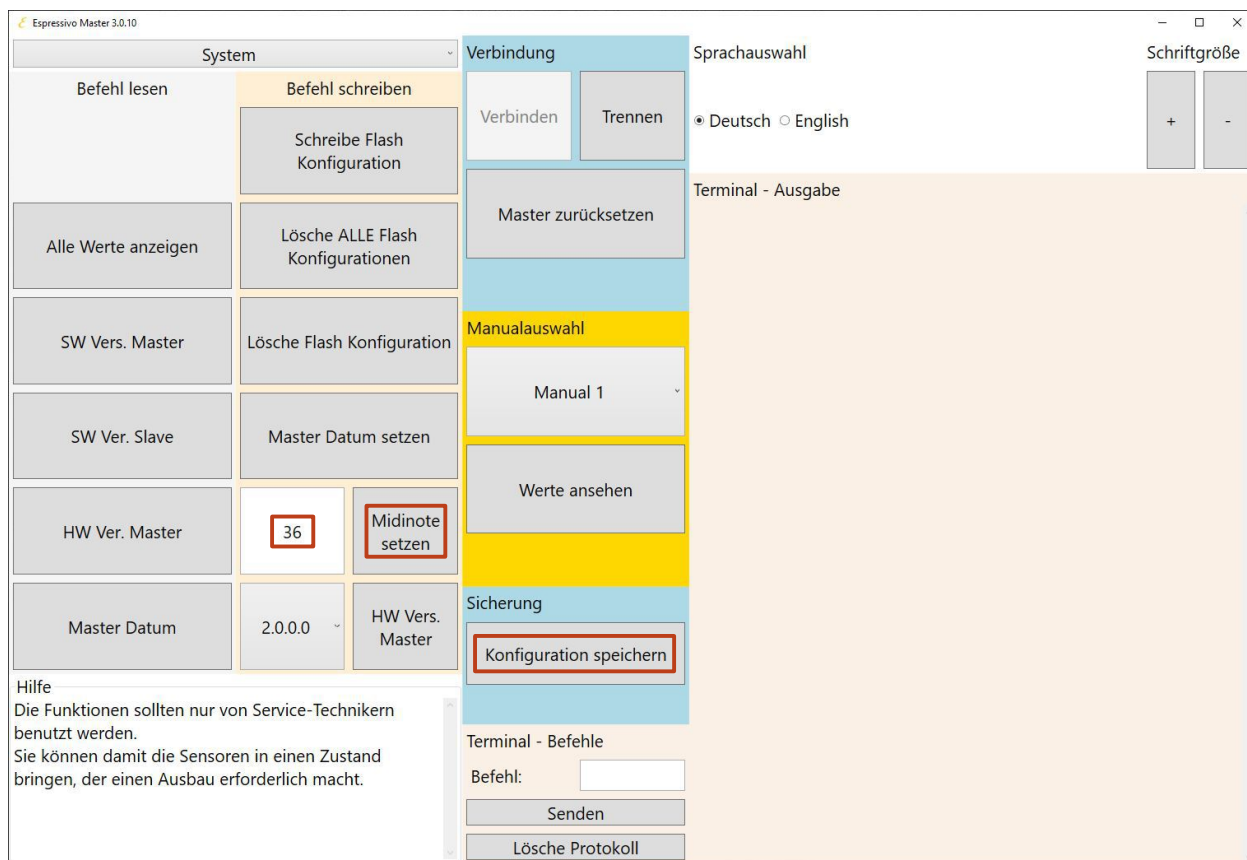 Espressivo Master 3.0.10
System
Befehl lesen
Befehl schreiben
Schreibe Flash
Konfiguration
Alle Werte anzeigen
Lösche ALLE Flash
Konfigurationen
SW Vers. Master
Lösche Flash Konfiguration
SW Ver. Slave
Master Datum setzen
HW Ver. Master
36
Midinote
setzen
Master Datum
2.0.0.0
HW Vers.
Master
Hilfe
Die Funktionen sollten nur von Service-Technikern
benutzt werden.
Sie können damit die Sensoren in einen Zustand
bringen, der einen Ausbau erforderlich macht.
Verbindung
Verbinden
Trennen
Master zurücksetzen
Manualauswahl
Manual 1
Werte ansehen
Sicherung
Konfiguration speichern
Terminal - Befehle
Befehl:
Senden
Lösche Protokoll
Sprachauswahl
Deutsch
English
Schriftgröße
+
-
Terminal - Ausgabe